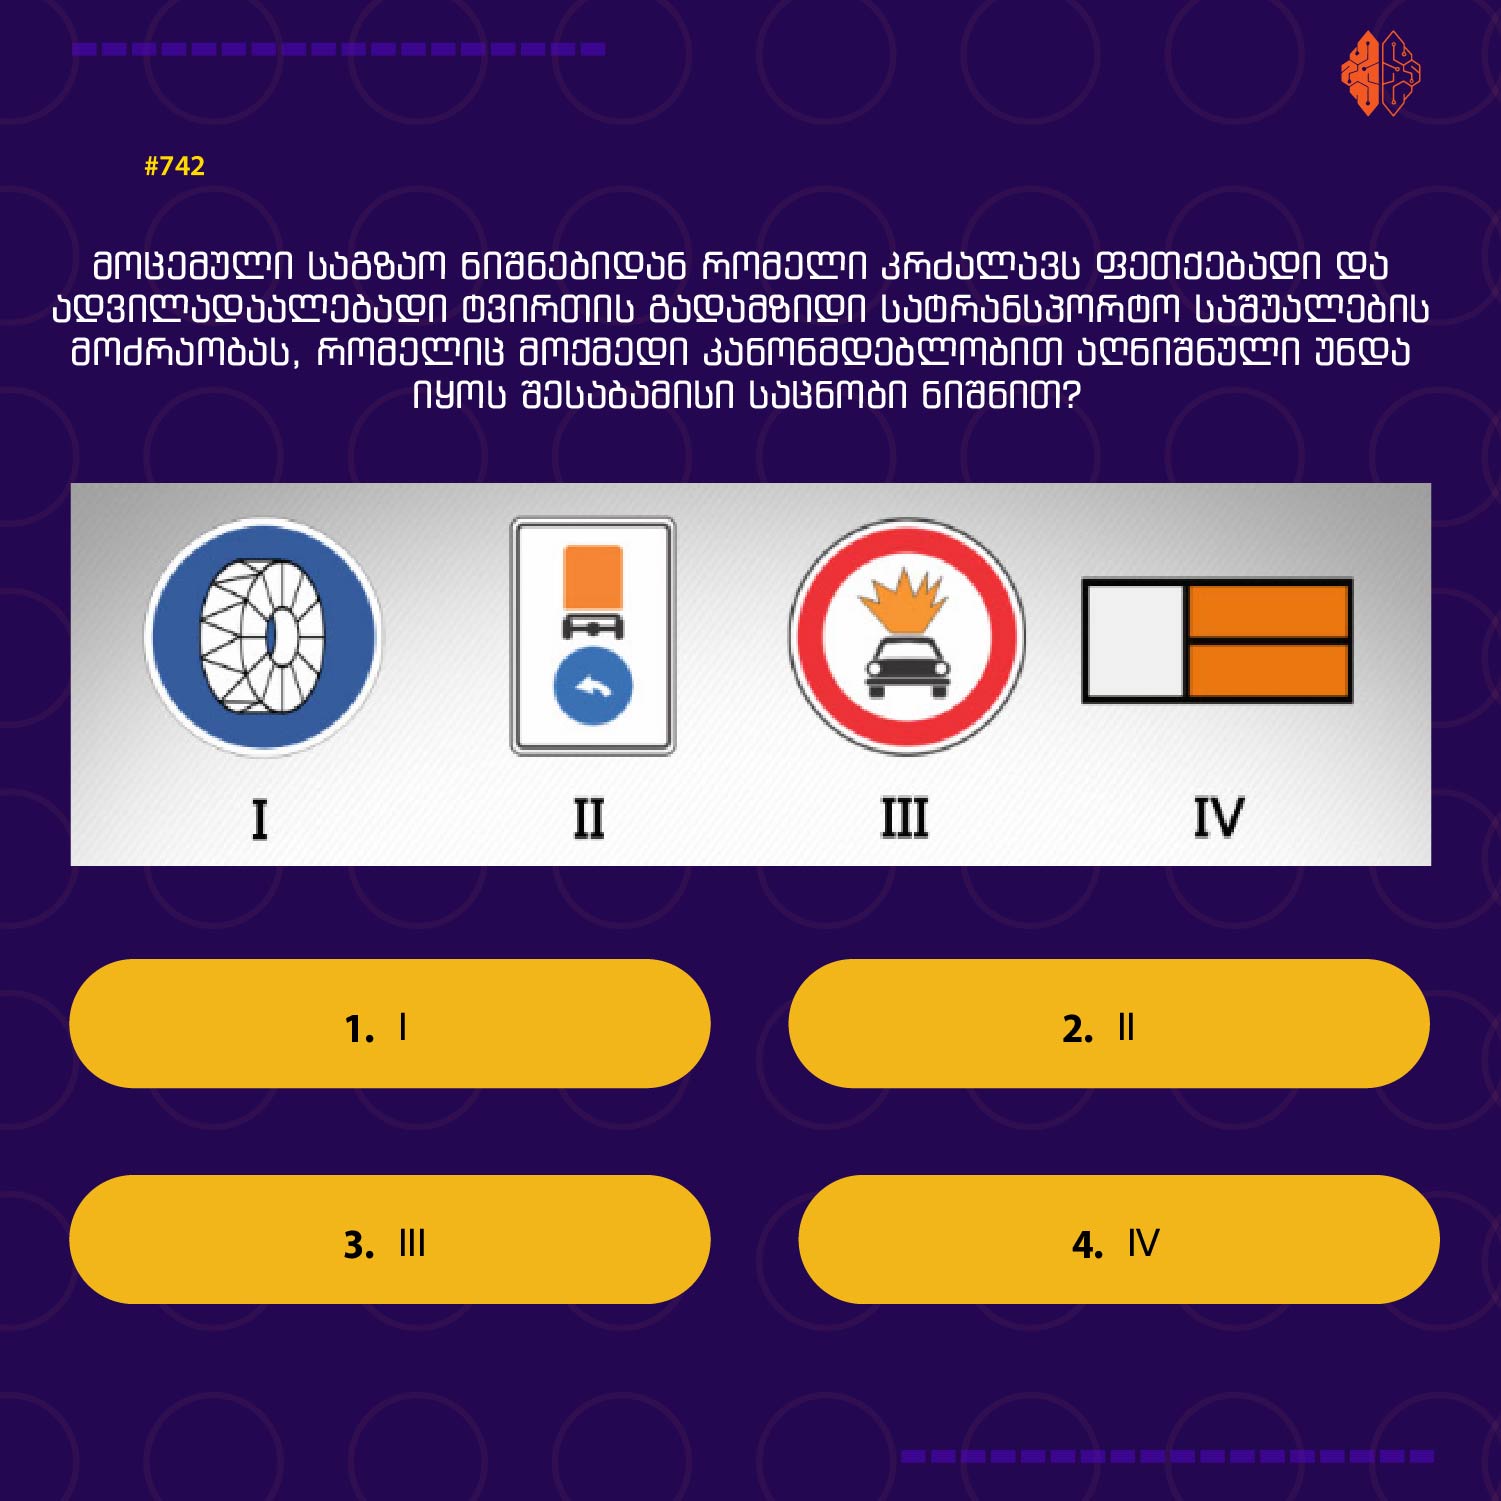 #742
მოცემული საგზაო ნიშნებიდან რომელი კრძალავს ფეთქებადი და
ადვილადაალებადი ტვირთის გადამზიდი სატრანსპორტო საშუალების
მოძრაობას, რომელიც მოქმედი კანონმდებლობით აღნიშნული უნდა
იყოს შესაბამისი საცნობი ნიშნით?
I II III IV
1. I
2. II
3. III
4. IV